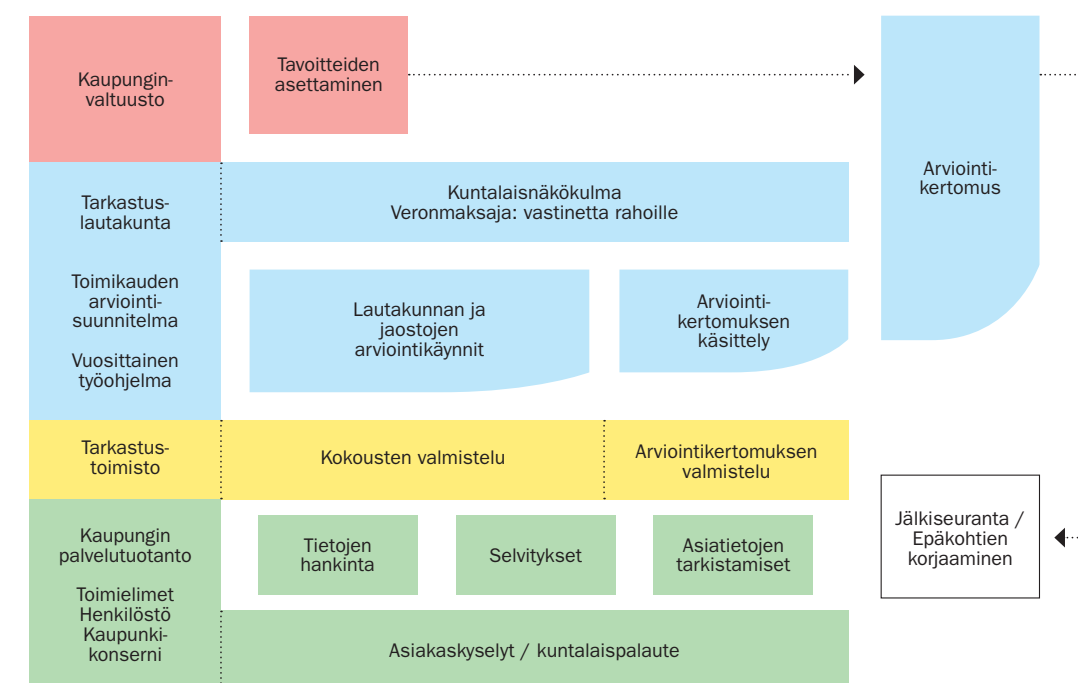 Kaupungin-
valtuusto
Tavoitteiden
asettaminen
Arviointi-
kertomus
Tarkastus-
lautakunta
Kuntalaisnäkökulma
Veronmaksaja: vastinetta rahoille
Toimikauden
arviointi-
suunnitelma
Vuosittainen
työohjelma
Lautakunnan ja
jaostojen
arviointikäynnit
Arviointi-
kertomuksen
käsittely
Tarkastus-
toimisto
Kokousten valmistelu
Arviointikertomuksen
valmistelu
Jälkiseuranta /
Epäkohtien
korjaaminen
Kaupungin
palvelutuotanto
Toimielimet
Henkilöstö
Kaupunki-
konserni
Tietojen
hankinta
Selvitykset
Asiatietojen
tarkistamiset
Asiakaskyselyt / kuntalaispalaute